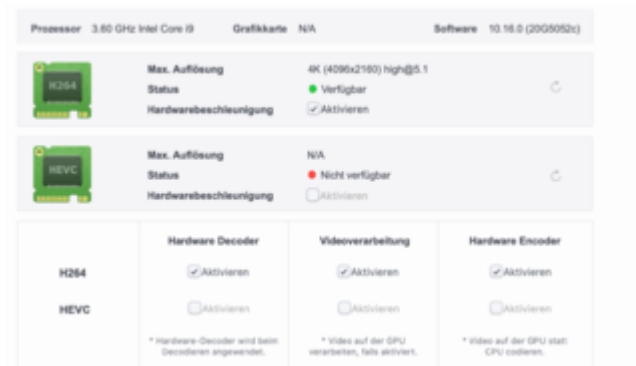 Prozessor 3.60 GHz Intel Core i9 Grafikkarte N/A Software 10.16.0 (20G5052c)
H264
Max. Auflösung 4K (4096x2160) high@5.1
Status Verfügbar
Hardwarebeschleunigung Aktivieren
HEVC
Max. Auflösung N/A
Status Nicht verfügbar
Hardwarebeschleunigung Aktivieren
Hardware Decoder Videoverarbeitung Hardware Encoder
H264 Aktivieren Aktivieren Aktivieren
HEVC Aktivieren Aktivieren Aktivieren
* Hardware-Decoder wird beim * Video auf der GPU * Video auf der GPU statt
Decodieren angewendet. verarbeiten, falls aktiviert. CPU codieren.